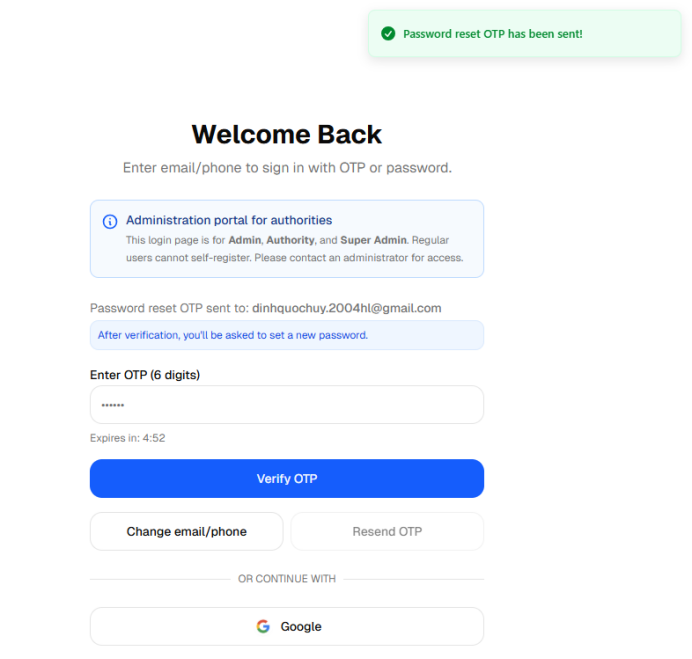 Password reset OTP has been sent!
Welcome Back
Enter email/phone to sign in with OTP or password.
Administration portal for authorities
This login page is for Admin, Authority, and Super Admin. Regular
users cannot self-register. Please contact an administrator for access.
Password reset OTP sent to: dinhquochuy.2004hl@gmail.com
After verification, you'll be asked to set a new password.
Enter OTP (6 digits)
••••••
Expires in: 4:52
Verify OTP
Change email/phone
Resend OTP
OR CONTINUE WITH
Google